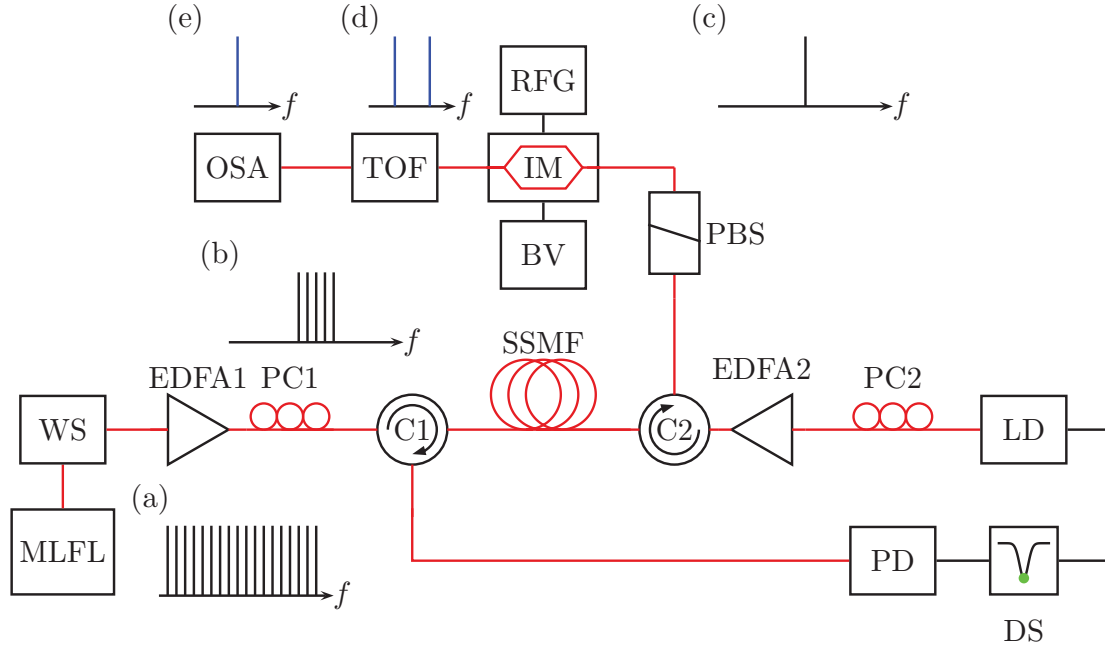 (e) (d) (c)
f f f
RFG
OSA TOF IM
BV PBS
(b)
f
SSMF
EDFA1 PC1 EDFA2 PC2
WS C1 C2 LD
(a)
MLFL f PD
DS